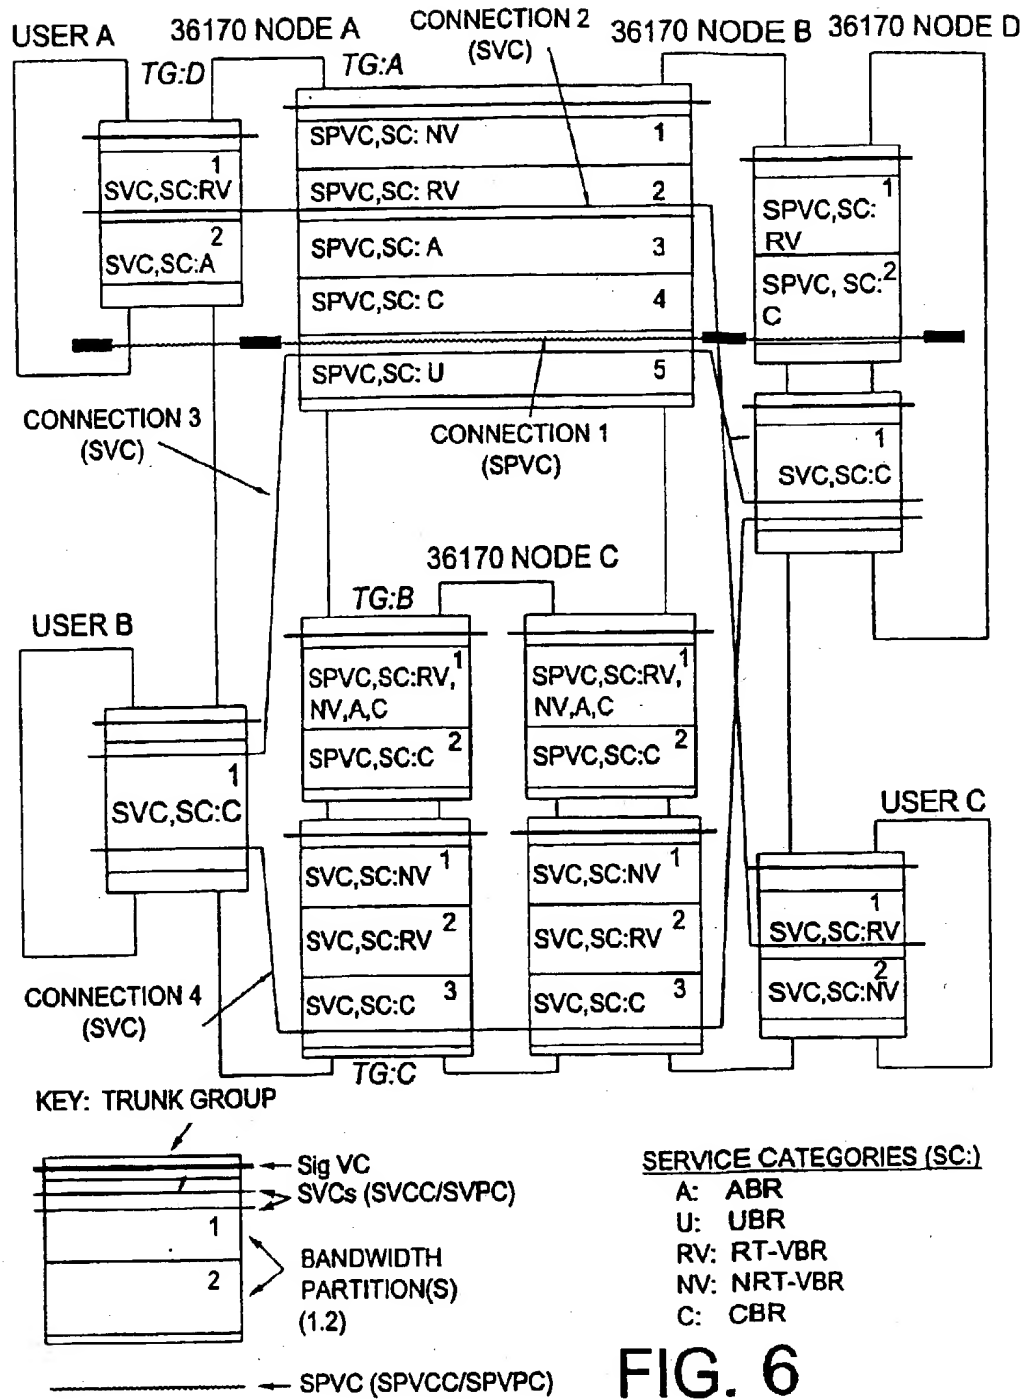 USER A
36170 NODE A
CONNECTION 2
(SVC)
36170 NODE B
36170 NODE D
TG:D
TG:A
SPVC,SC: NV 1
SPVC,SC: RV 2
SPVC,SC: A 3
SPVC,SC: C 4
SPVC,SC: U 5
1
SVC,SC:RV
2
SVC,SC:A
1
SPVC,SC:
RV
SPVC, SC: 2
C
CONNECTION 3
(SVC)
CONNECTION 1
(SPVC)
1
SVC,SC:C
36170 NODE C
TG:B
USER B
SPVC,SC:RV, 1
NV,A,C
SPVC,SC:C 2
SPVC,SC:RV, 1
NV,A,C
SPVC,SC:C 2
1
SVC,SC:C
USER C
SVC,SC:NV 1
SVC,SC:RV 2
SVC,SC:C 3
SVC,SC:NV 1
SVC,SC:RV 2
SVC,SC:C 3
1
SVC,SC:RV
2
SVC,SC:NV
CONNECTION 4
(SVC)
TG:C
KEY: TRUNK GROUP
Sig VC
SVCs (SVCC/SVPC)
1
2
BANDWIDTH
PARTITION(S)
(1.2)
SPVC (SPVCC/SPVPC)
SERVICE CATEGORIES (SC:)
A: ABR
U: UBR
RV: RT-VBR
NV: NRT-VBR
C: CBR
FIG. 6